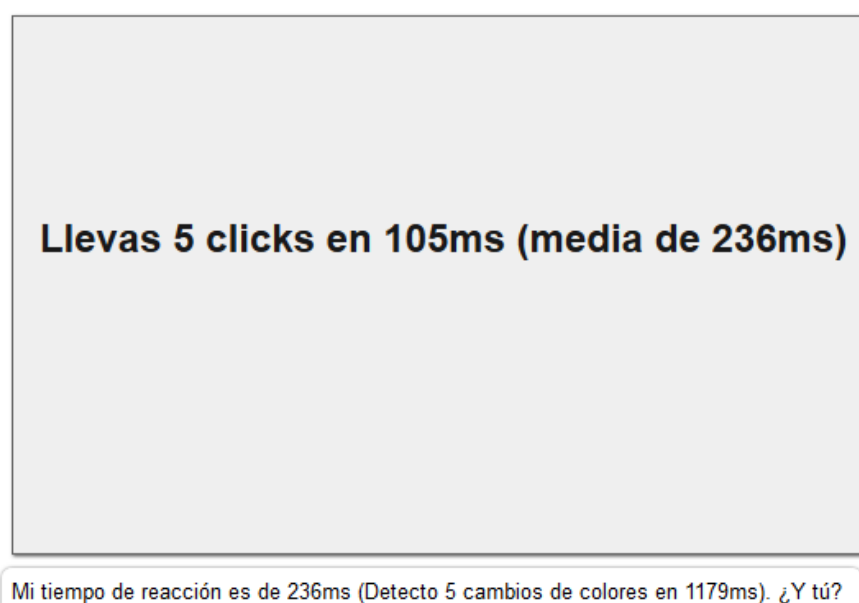 Llevas 5 clicks en 105ms (media de 236ms)
Mi tiempo de reacción es de 236ms (Detecto 5 cambios de colores en 1179ms). ¿Y tú?